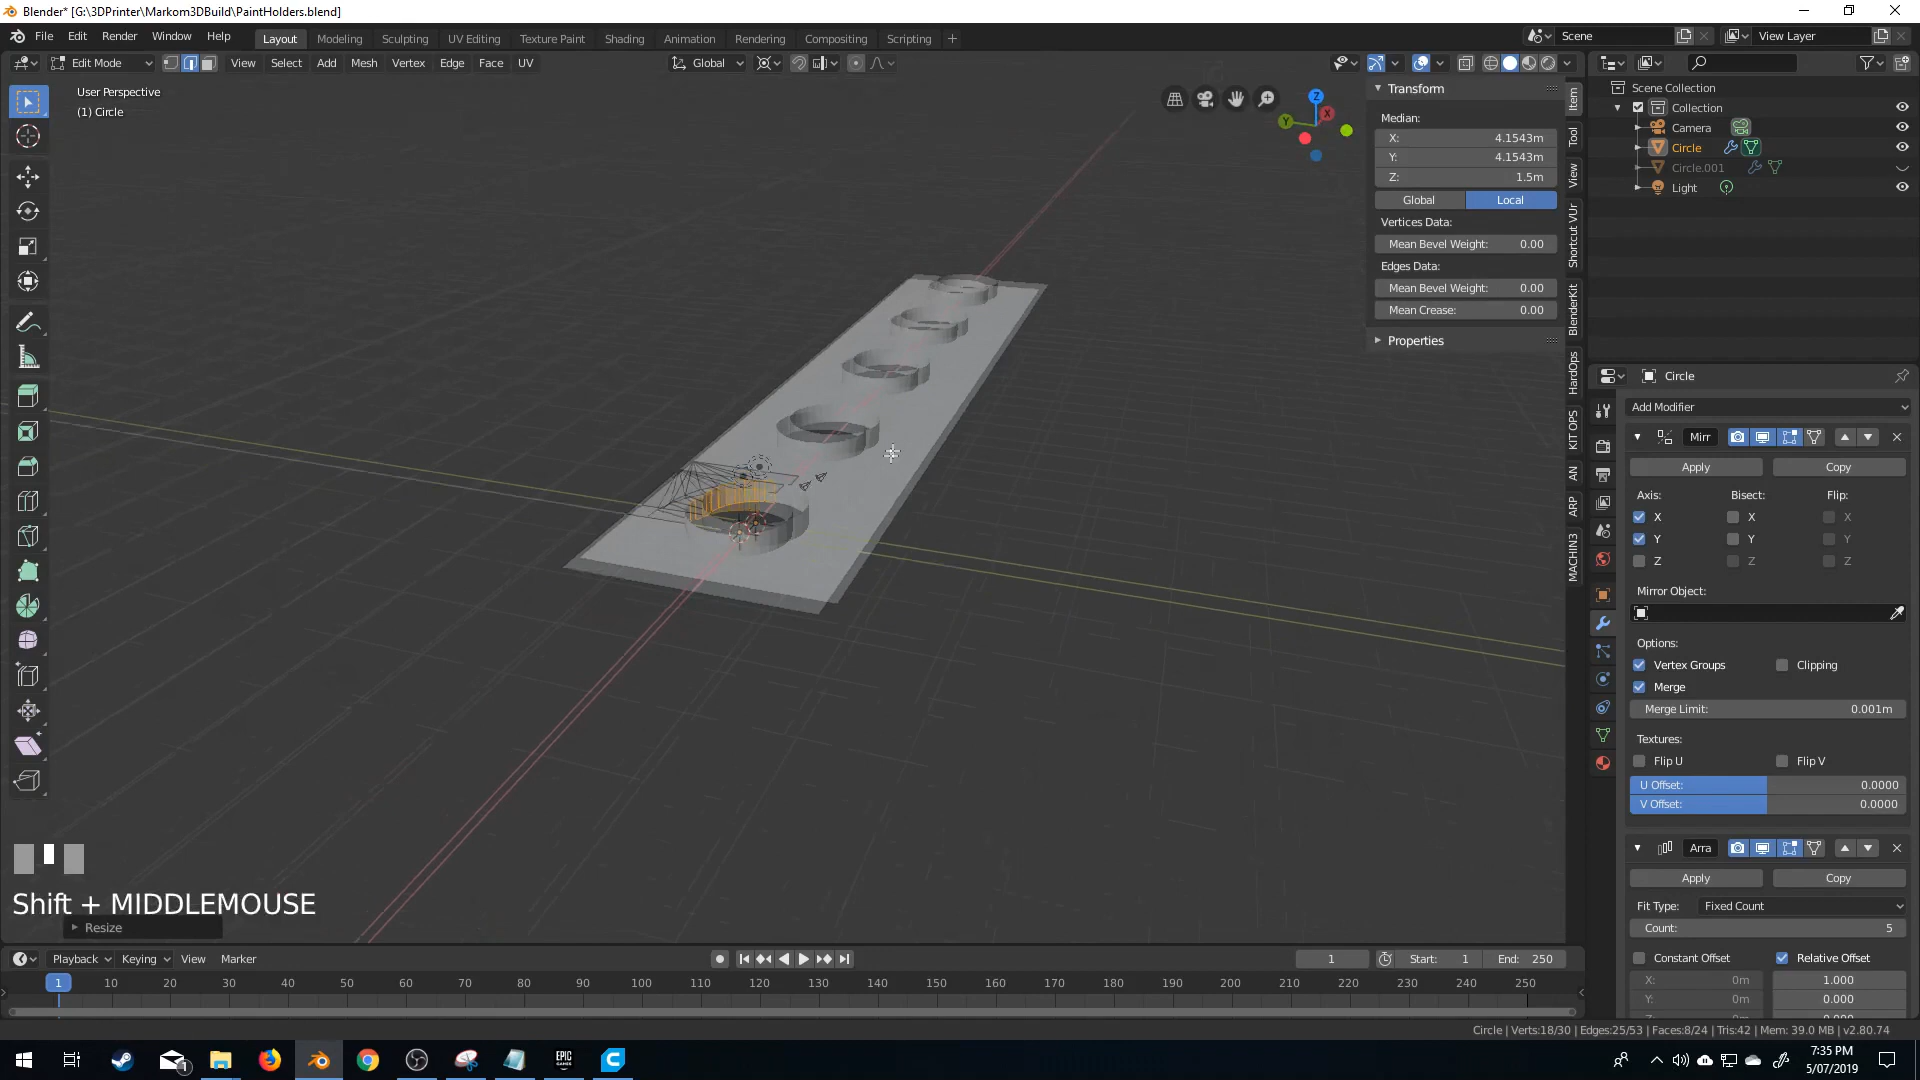 Blender* [G:\3DPrinter\Markom3DBuild\PaintHolders.blend]
File Edit Render Window Help Layout Modeling Sculpting UV Editing Texture Paint Shading Animation Rendering Compositing Scripting + Scene View Layer
Edit Mode View Select Add Mesh Vertex Edge Face UV Global
User Perspective
(1) Circle
Z
X
Y
Transform
Median:
X: 4.1543m
Y: 4.1543m
Z: 1.5m
Global Local
Vertices Data:
Mean Bevel Weight: 0.00
Edges Data:
Mean Bevel Weight: 0.00
Mean Crease: 0.00
Properties
Item
Tool
View
Shortcut VUr
BlenderKit
HardOps
KIT OPS
AN
ARP
MACHIN3
Scene Collection
Collection
Camera
Circle
Circle.001
Light
Circle
Add Modifier
Mirr
Apply Copy
Axis: Bisect: Flip:
X X X
Y Y Y
Z Z Z
Mirror Object:
Options:
Vertex Groups Clipping
Merge
Merge Limit: 0.001m
Textures:
Flip U Flip V
U Offset: 0.0000
V Offset: 0.0000
Arra
Apply Copy
Fit Type: Fixed Count
Count: 5
Constant Offset Relative Offset
X: 0m 1.000
Y: 0m 0.000
Shift + MIDDLEMOUSE
Resize
Playback Keying View Marker 1 Start: 1 End: 250
1 10 20 30 40 50 60 70 80 90 100 110 120 130 140 150 160 170 180 190 200 210 220 230 240 250
Circle | Verts:18/30 | Edges:25/53 | Faces:8/24 | Tris:42 | Mem: 39.0 MB | v2.80.74
1
EPIC GAMES
7:35 PM
5/07/2019